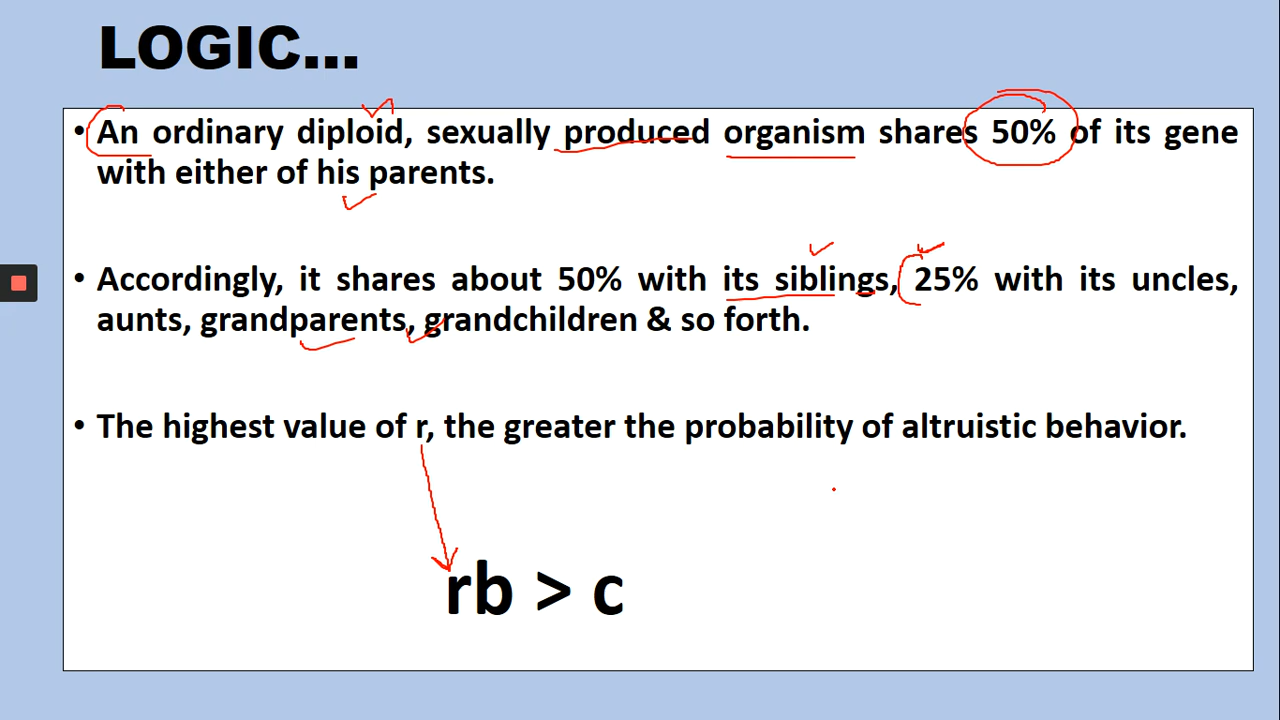 LOGIC...
• An ordinary diploid, sexually produced organism shares 50% of its gene
with either of his parents.
• Accordingly, it shares about 50% with its siblings, 25% with its uncles,
aunts, grandparents, grandchildren & so forth.
• The highest value of r, the greater the probability of altruistic behavior.
rb > c